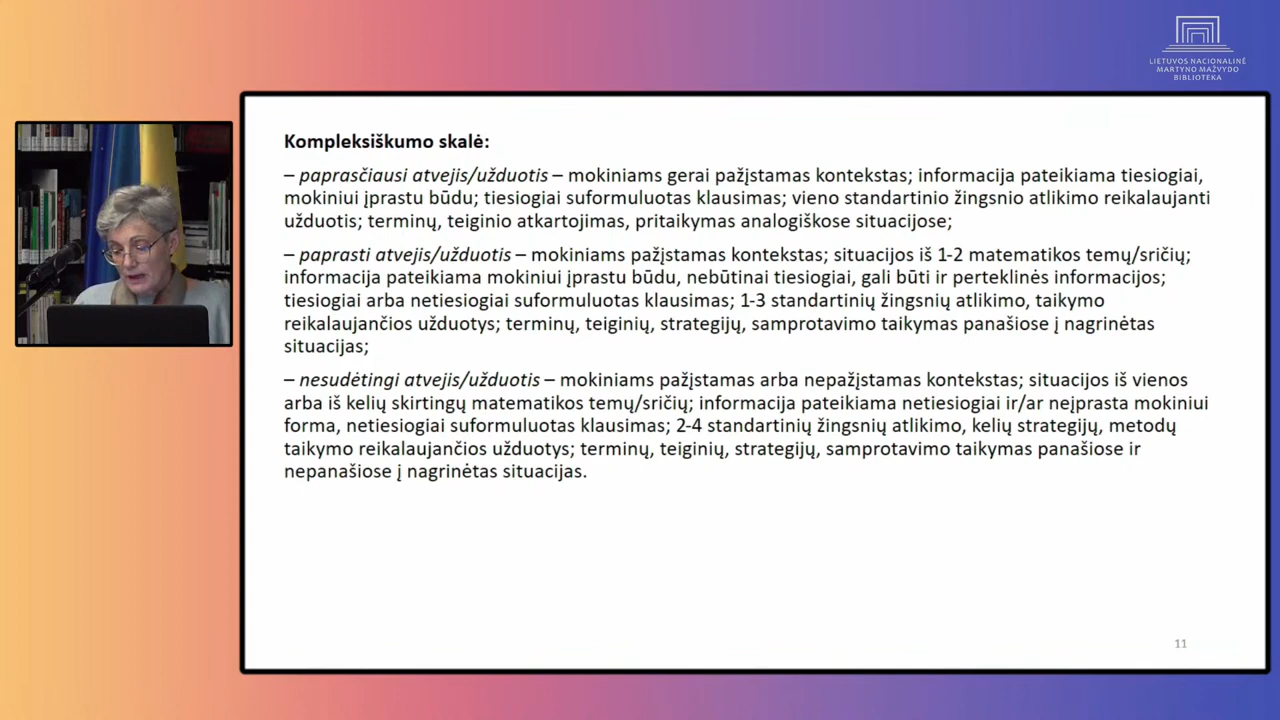 LIETUVOS NACIONALINĖ
MARTYNO MAŽVYDO
BIBLIOTEKA
Kompleksiškumo skalė:
– paprasčiausi atvejis/užduotis – mokiniams gerai pažįstamas kontekstas; informacija pateikiama tiesiogiai,
mokiniui įprastu būdu; tiesiogiai suformuluotas klausimas; vieno standartinio žingsnio atlikimo reikalaujanti
užduotis; terminų, teiginio atkartojimas, pritaikymas analogiškose situacijose;
– paprasti atvejis/užduotis – mokiniams pažįstamas kontekstas; situacijos iš 1-2 matematikos temų/sričių;
informacija pateikiama mokiniui įprastu būdu, nebūtinai tiesiogiai, gali būti ir perteklinės informacijos;
tiesiogiai arba netiesiogiai suformuluotas klausimas; 1-3 standartinių žingsnių atlikimo, taikymo
reikalaujančios užduotys; terminų, teiginių, strategijų, samprotavimo taikymas panašiose į nagrinėtas
situacijas;
– nesudėtingi atvejis/užduotis – mokiniams pažįstamas arba nepažįstamas kontekstas; situacijos iš vienos
arba iš kelių skirtingų matematikos temų/sričių; informacija pateikiama netiesiogiai ir/ar neįprasta mokiniui
forma, netiesiogiai suformuluotas klausimas; 2-4 standartinių žingsnių atlikimo, kelių strategijų, metodų
taikymo reikalaujančios užduotys; terminų, teiginių, strategijų, samprotavimo taikymas panašiose ir
nepanašiose į nagrinėtas situacijas.
11